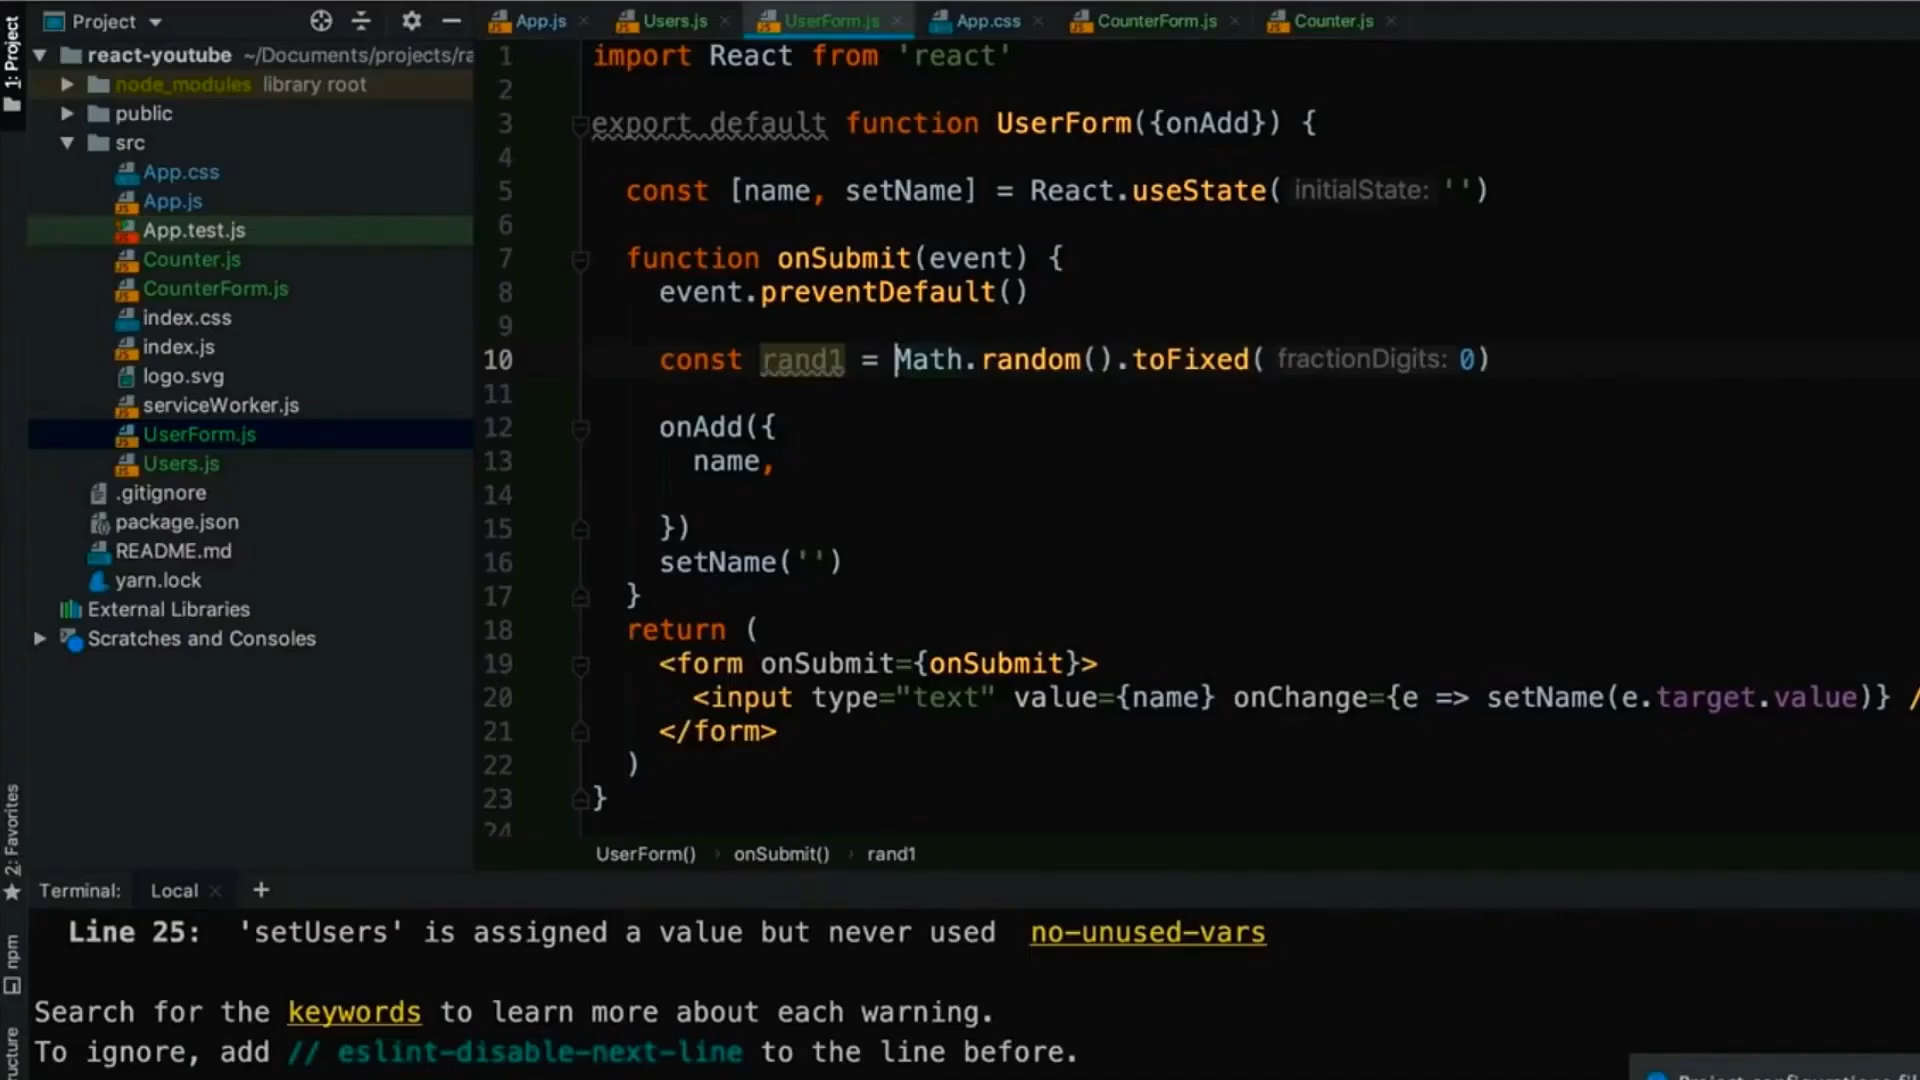 1: Project
Project
react-youtube ~/Documents/projects/ra
node_modules library root
public
src
App.css
App.js
App.test.js
Counter.js
CounterForm.js
index.css
index.js
logo.svg
serviceWorker.js
UserForm.js
Users.js
.gitignore
package.json
README.md
yarn.lock
External Libraries
Scratches and Consoles
2: Favorites
npm
ructure
App.js Users.js UserForm.js App.css CounterForm.js Counter.js
1 import React from 'react'
2
3 export default function UserForm({onAdd}) {
4
5 const [name, setName] = React.useState( initialState: '')
6
7 function onSubmit(event) {
8 event.preventDefault()
9
10 const rand1 = Math.random().toFixed( fractionDigits: 0)
11
12 onAdd({
13 name,
14
15 })
16 setName('')
17 }
18 return (
19 <form onSubmit={onSubmit}>
20 <input type="text" value={name} onChange={e => setName(e.target.value)} /
21 </form>
22 )
23 }
24
UserForm() › onSubmit() › rand1
Terminal: Local +
Line 25: 'setUsers' is assigned a value but never used no-unused-vars
Search for the keywords to learn more about each warning.
To ignore, add // eslint-disable-next-line to the line before.